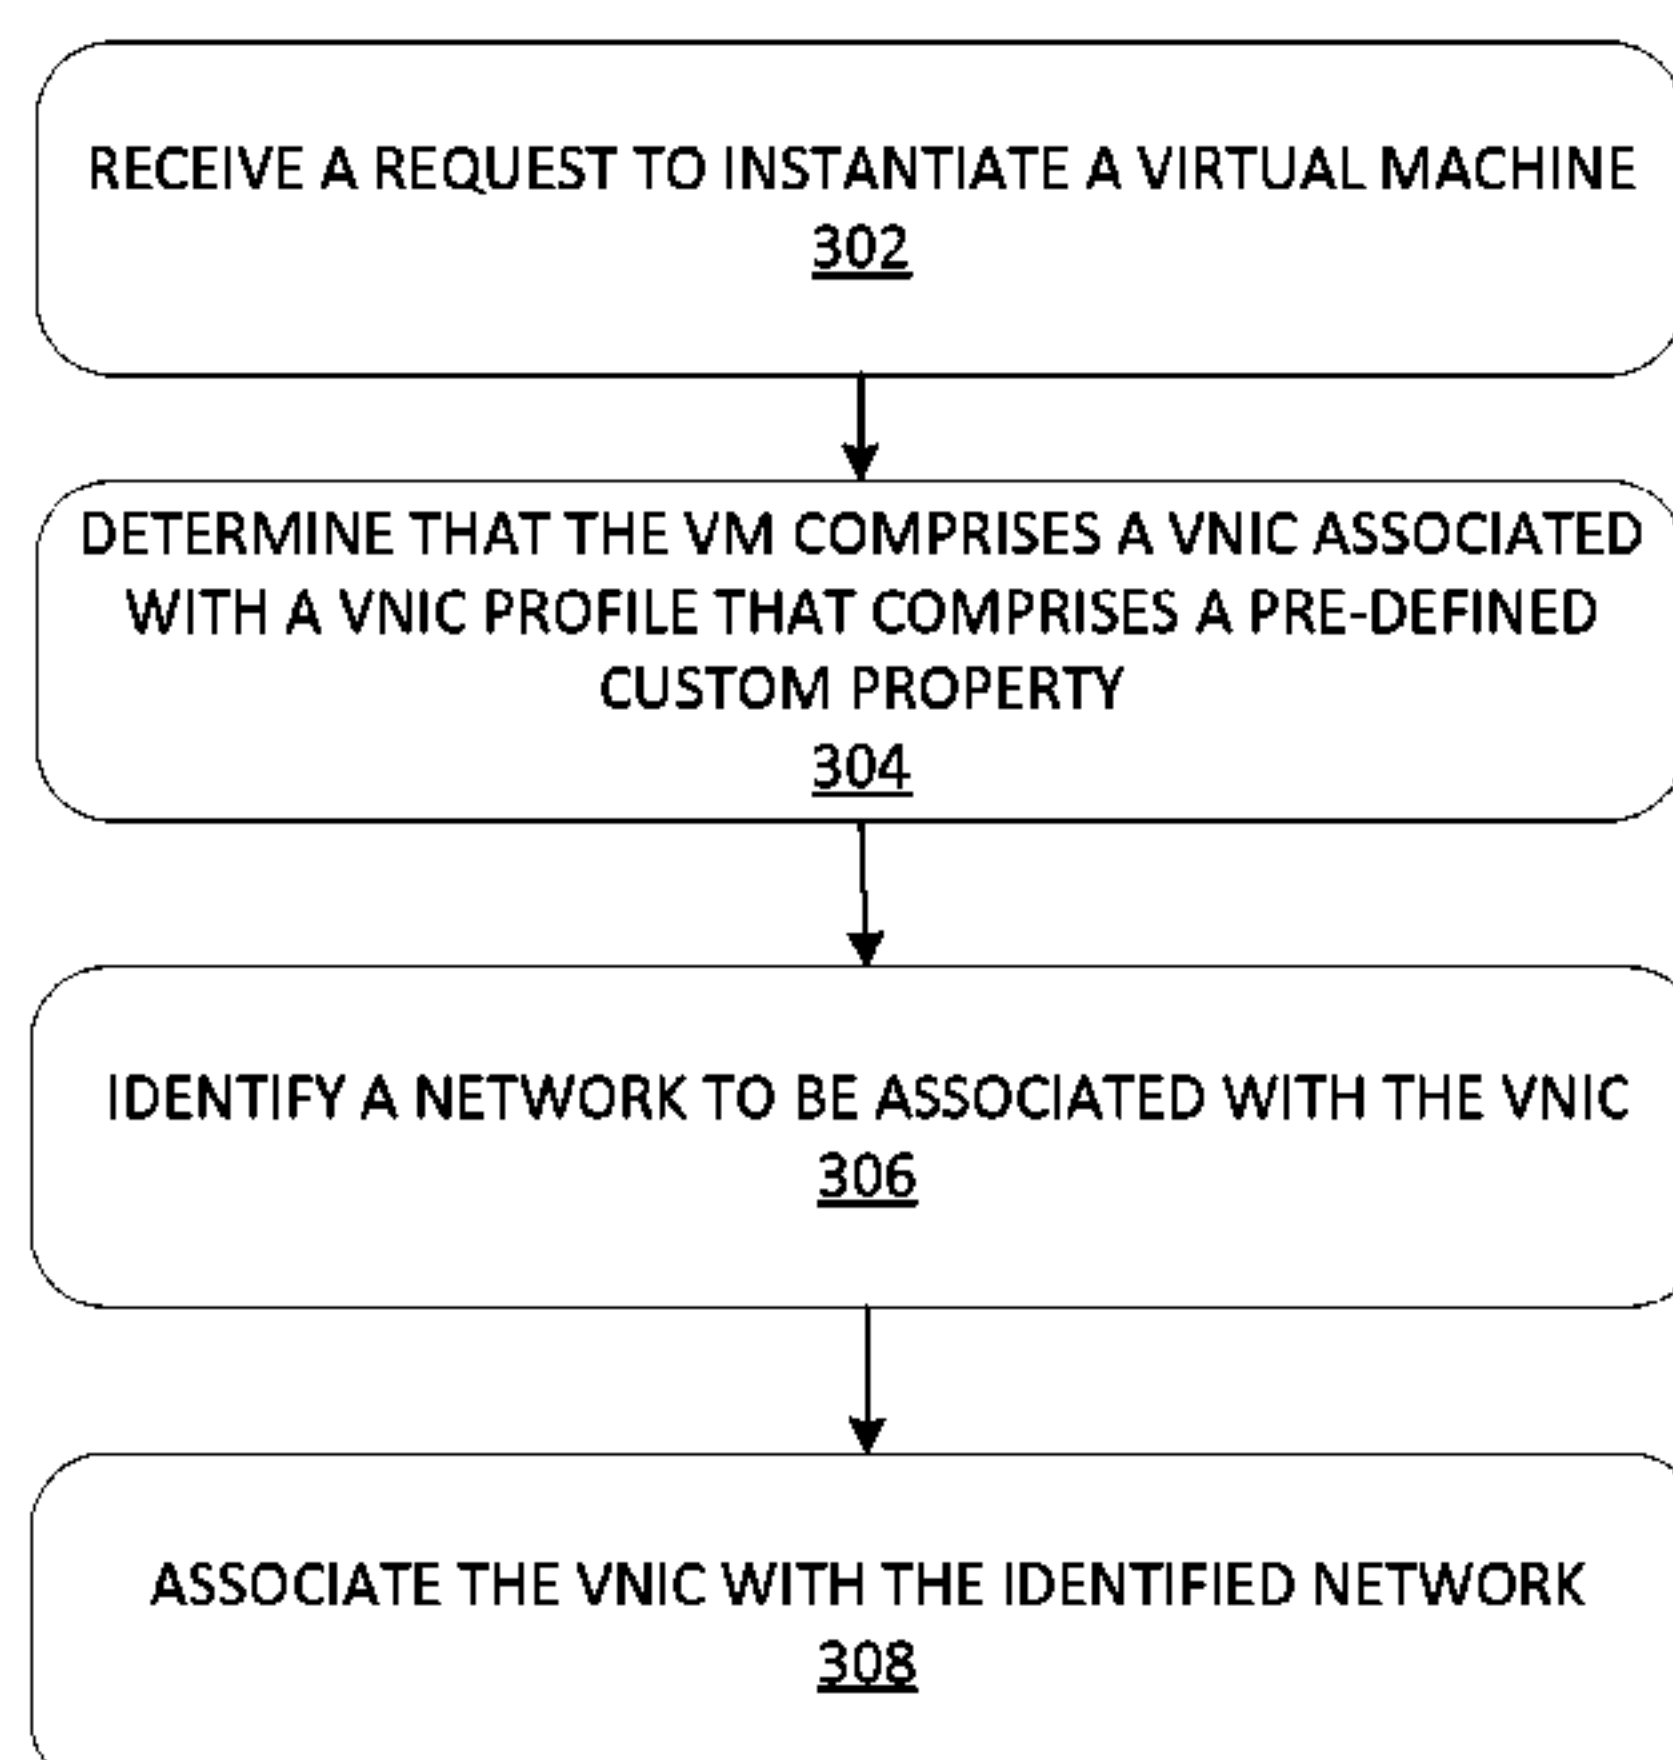 RECEIVE A REQUEST TO INSTANTIATE A VIRTUAL MACHINE
302
DETERMINE THAT THE VM COMPRISES A VNIC ASSOCIATED
WITH A VNIC PROFILE THAT COMPRISES A PRE-DEFINED
CUSTOM PROPERTY
304
IDENTIFY A NETWORK TO BE ASSOCIATED WITH THE VNIC
306
ASSOCIATE THE VNIC WITH THE IDENTIFIED NETWORK
308